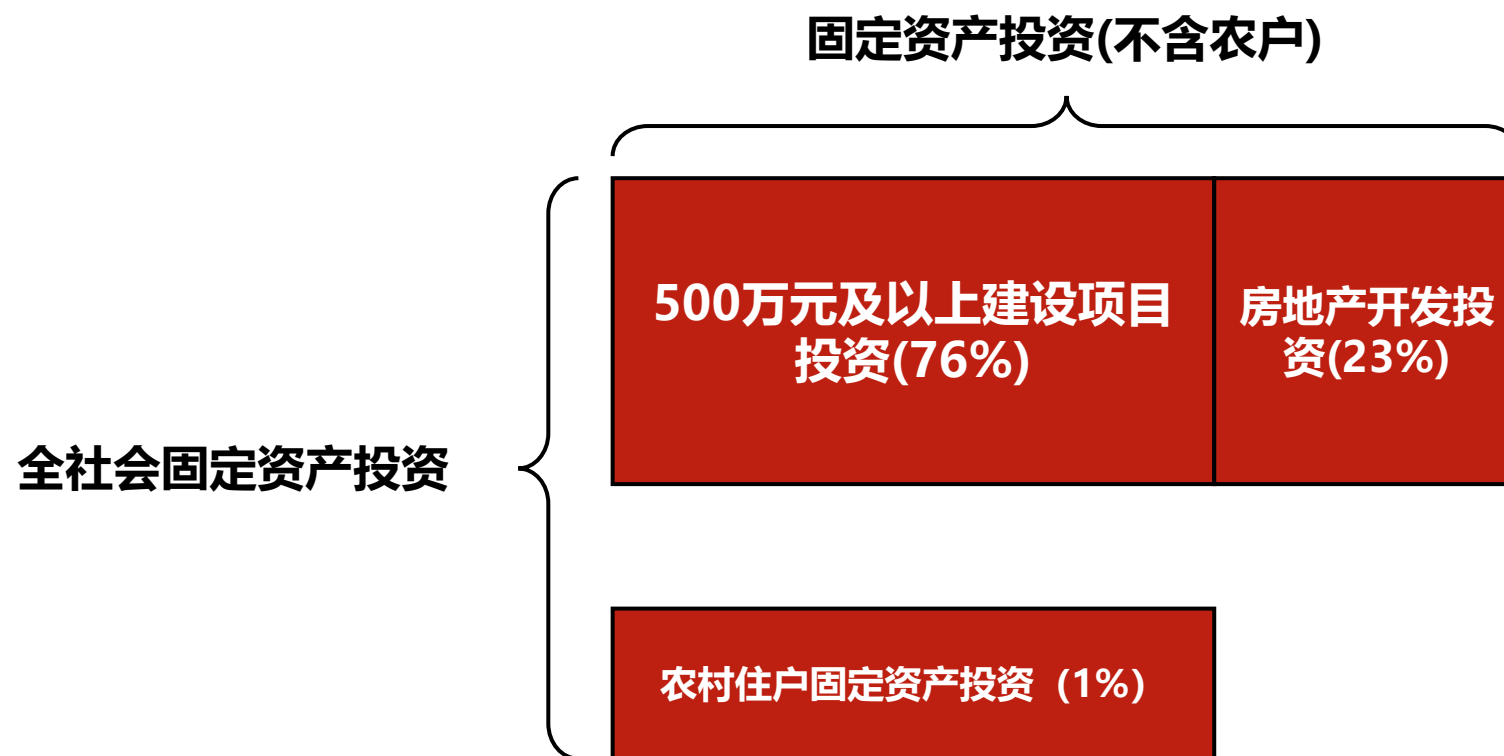 固定资产投资(不含农户)
500万元及以上建设项目
投资(76%)
房地产开发投
资(23%)
全社会固定资产投资
农村住户固定资产投资（1%）